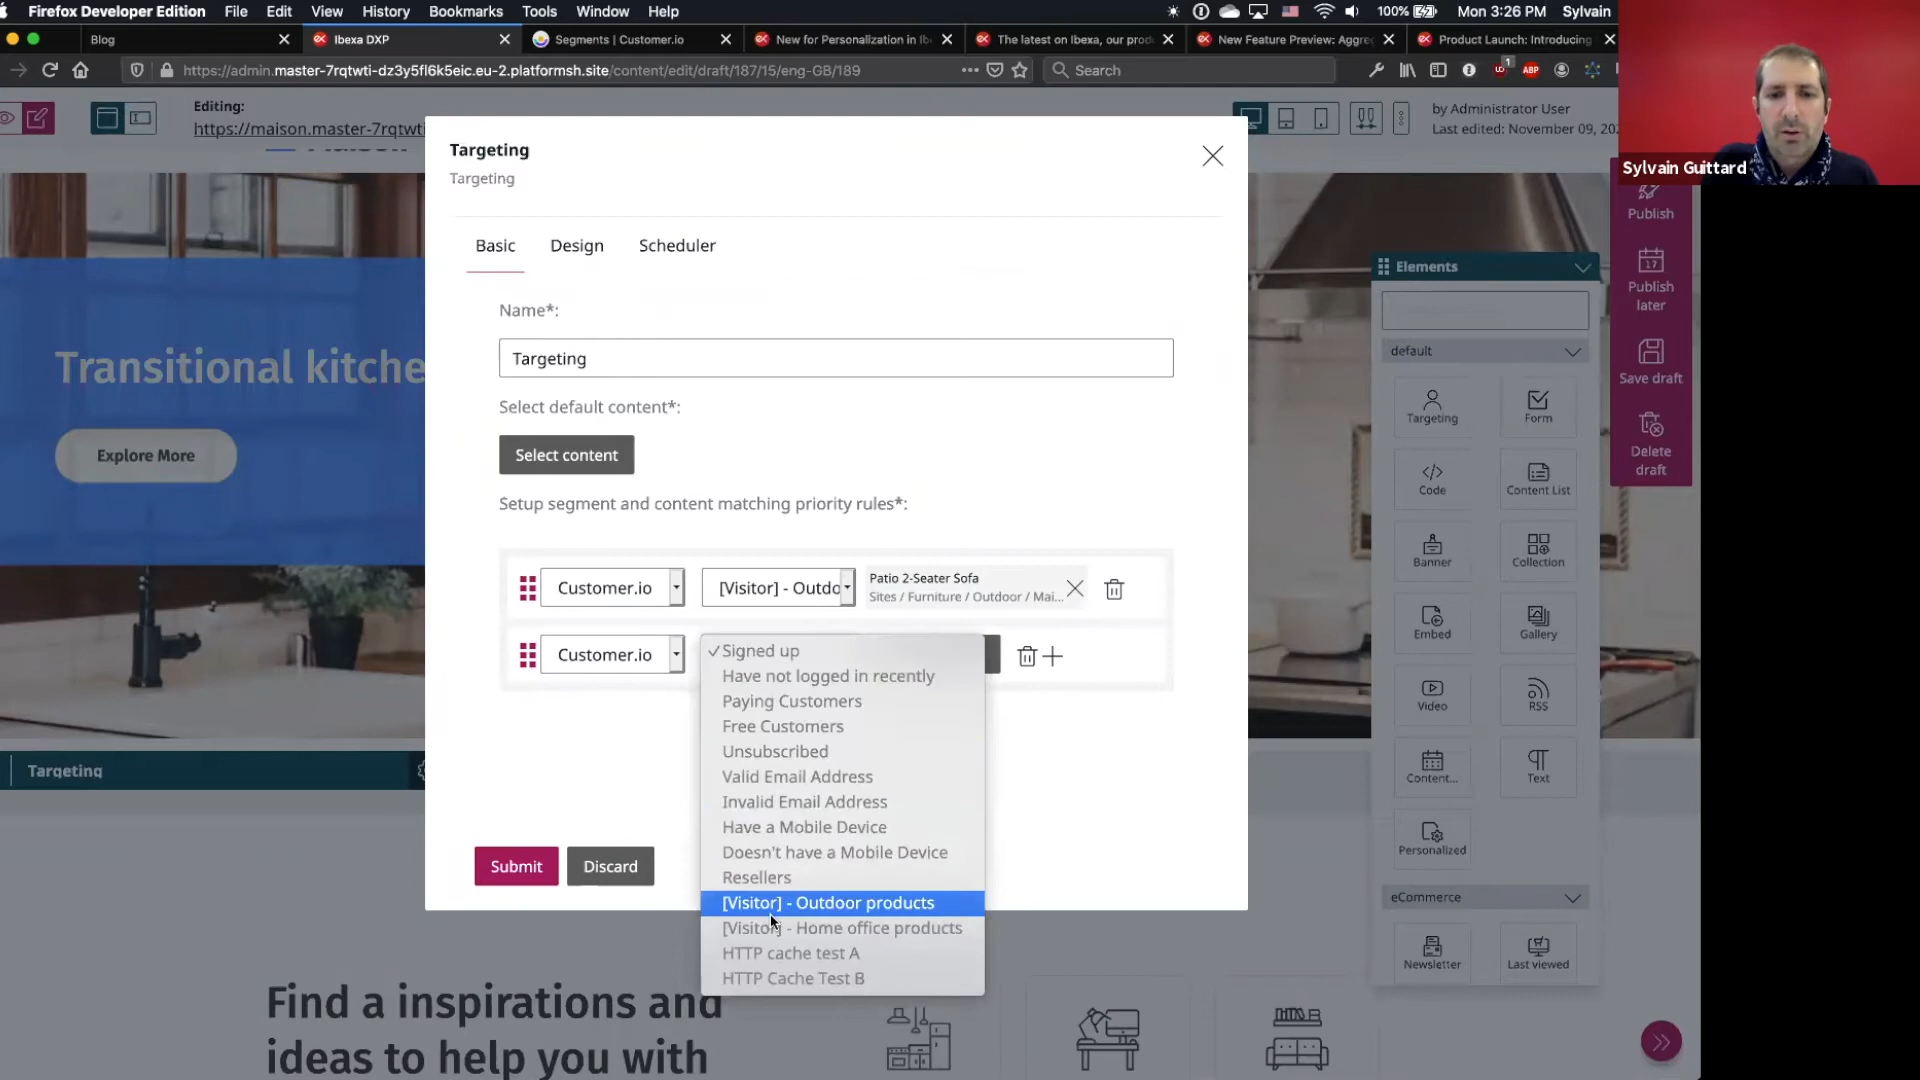 Firefox Developer Edition File Edit View History Bookmarks Tools Window Help
100% Mon 3:26 PM Sylvain
Blog
Ibexa DXP
Segments | Customer.io
New for Personalization in Ib
The latest on Ibexa, our prod
New Feature Preview: Aggre
Product Launch: Introducing
https://admin.master-7rqtwti-dz3y5fl6k5eic.eu-2.platformsh.site/content/edit/draft/187/15/eng-GB/189
Search
1
ABP
Editing:
https://maison.master-7rqtwti
by Administrator User
Last edited: November 09, 202
Sylvain Guittard
Targeting
Targeting
Basic
Design
Scheduler
Name*:
Targeting
Select default content*:
Select content
Setup segment and content matching priority rules*:
Customer.io
[Visitor] - Outdo
Patio 2-Seater Sofa
Sites / Furniture / Outdoor / Mai...
Customer.io
✓Signed up
Have not logged in recently
Paying Customers
Free Customers
Unsubscribed
Valid Email Address
Invalid Email Address
Have a Mobile Device
Doesn't have a Mobile Device
Resellers
[Visitor] - Outdoor products
[Visitor] - Home office products
HTTP cache test A
HTTP Cache Test B
Submit
Discard
Transitional kitche
Explore More
Targeting
Find a inspirations and
ideas to help you with
Elements
default
Targeting
Form
Code
Content List
Banner
Collection
Embed
Gallery
Video
RSS
Content...
Text
Personalized
eCommerce
Newsletter
Last viewed
Publish
17
Publish
later
Save draft
Delete
draft